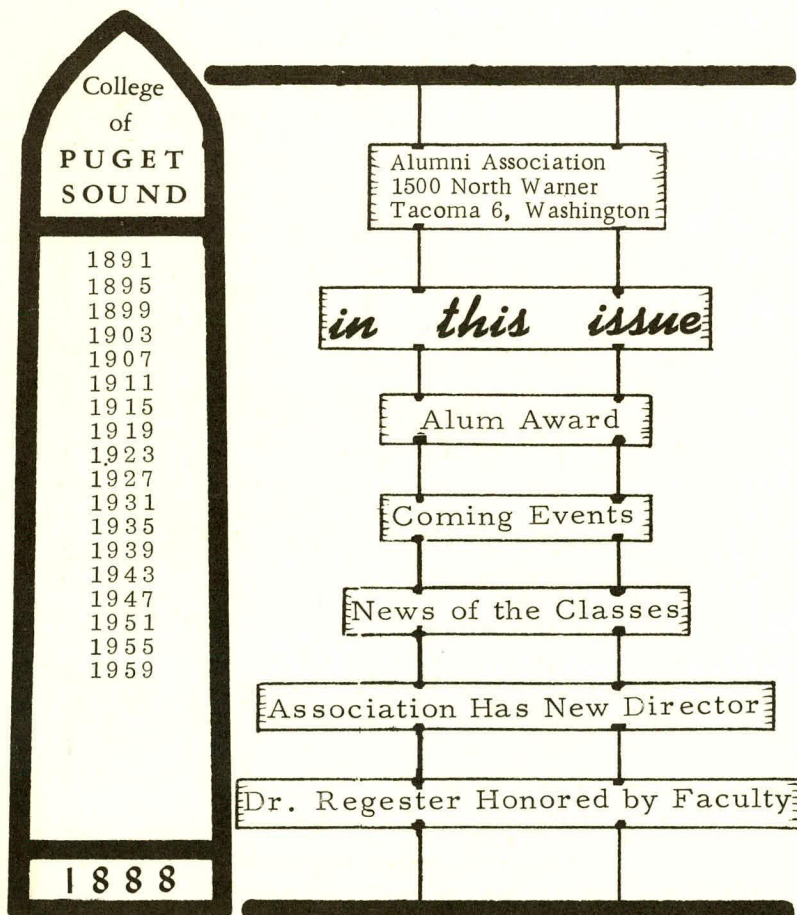 College
of
PUGET
SOUND
1891
1895
1899
1903
1907
1911
1915
1919
1923
1927
1931
1935
1939
1943
1947
1951
1955
1959
1888
Alumni Association
1500 North Warner
Tacoma 6, Washington
in this issue
Alum Award
Coming Events
News of the Classes
Association Has New Director
Dr. Regester Honored by Faculty